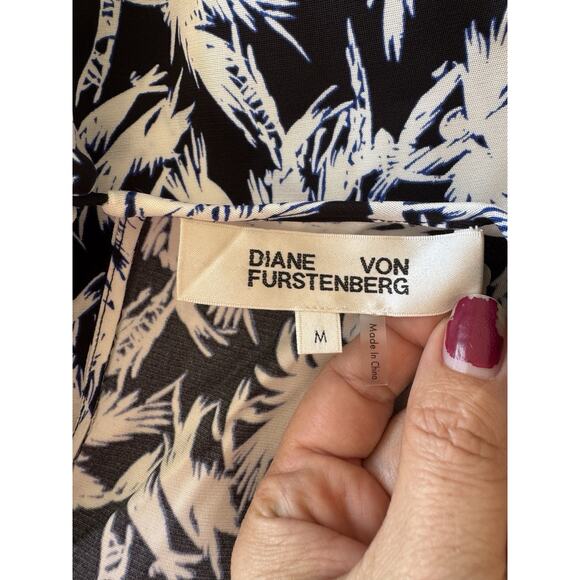 DIANE VON
FURSTENBERG
M
Made In China